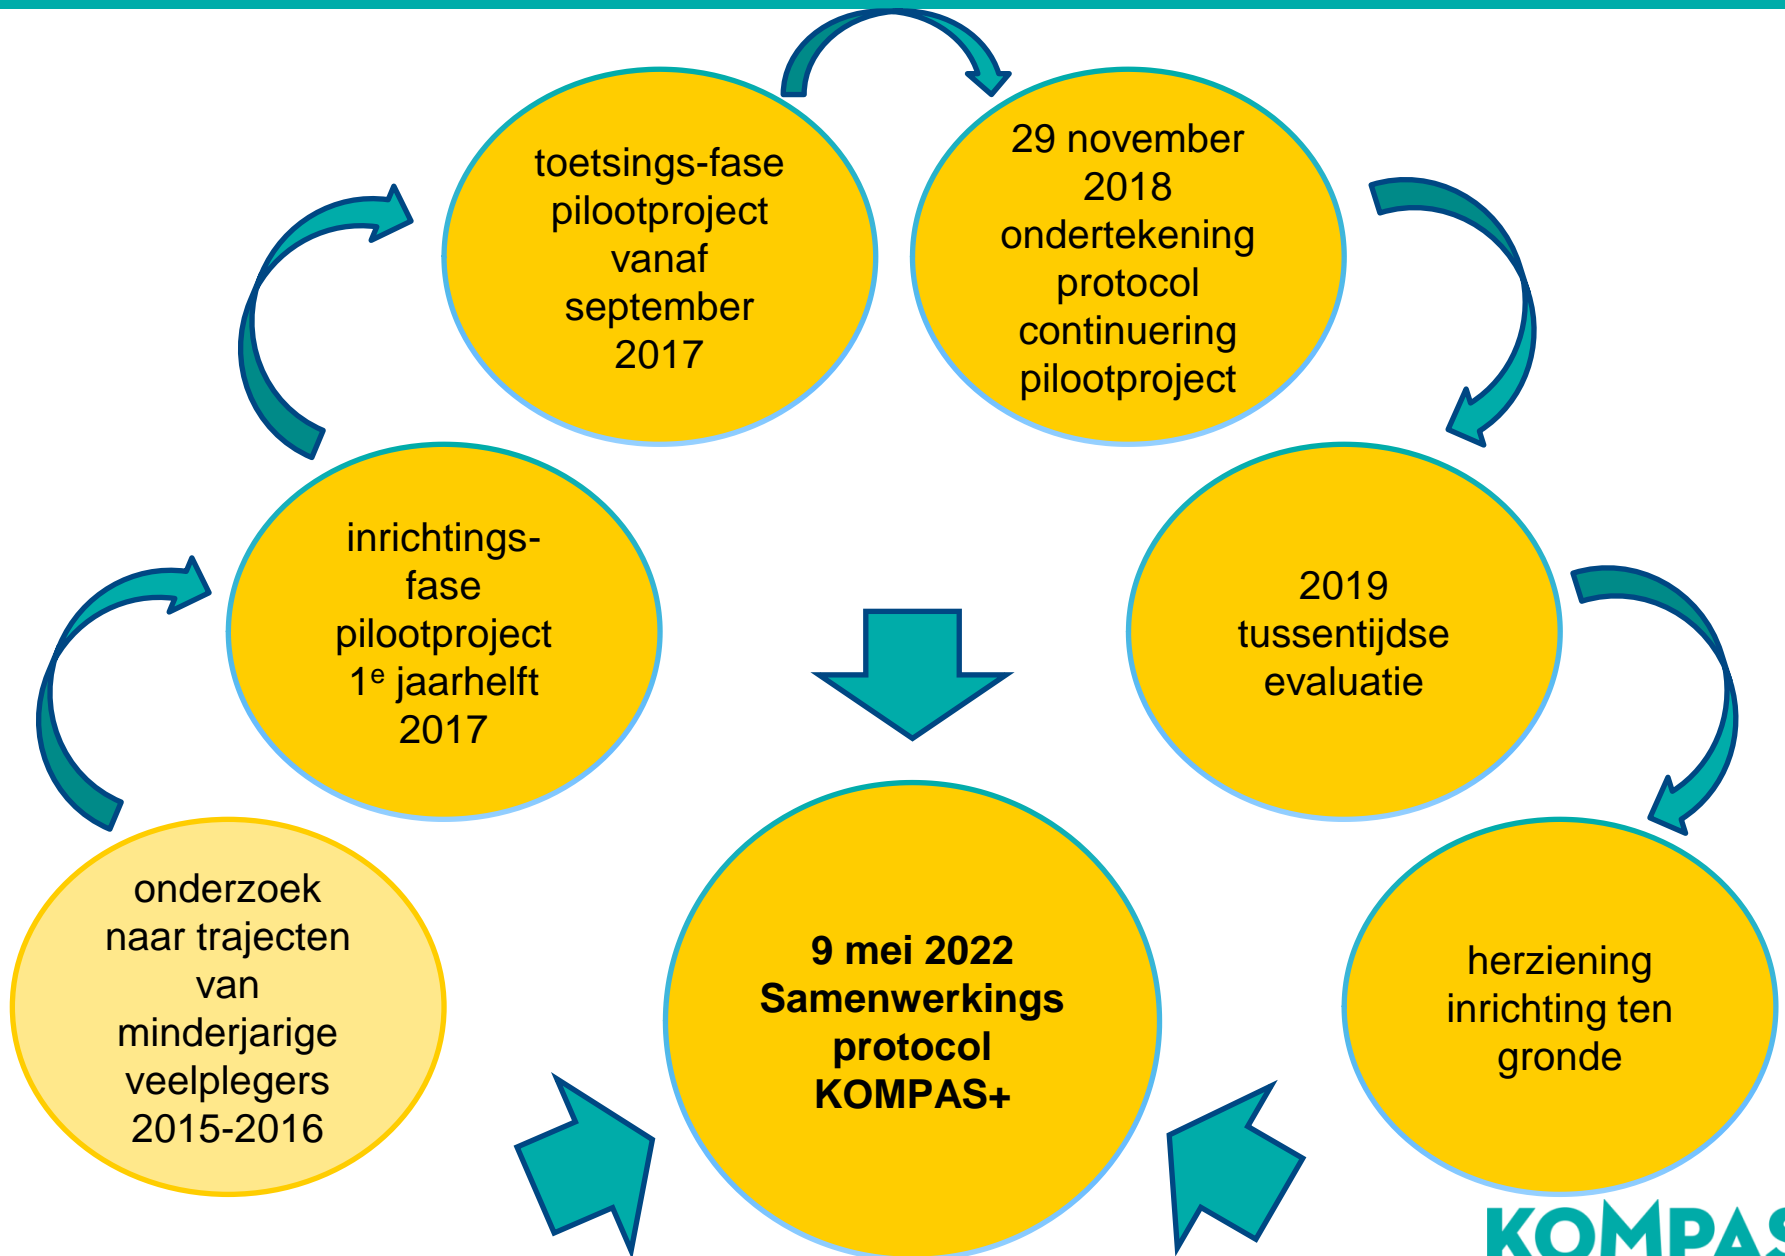 onderzoek
naar trajecten
van
minderjarige
veelplegers
2015-2016
inrichtings-
fase
pilootproject
1e jaarhelft
2017
toetsings-fase
pilootproject
vanaf
september
2017
29 november
2018
ondertekening
protocol
continuering
pilootproject
2019
tussentijdse
evaluatie
herziening
inrichting ten
gronde
9 mei 2022
Samenwerkings
protocol
KOMPAS+
KOMPAS